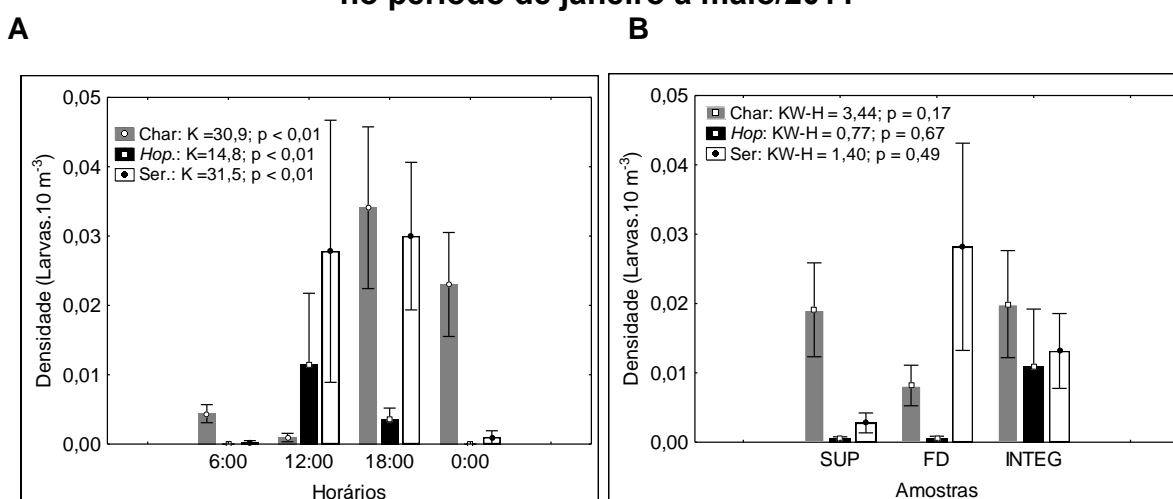 no período de janeiro a maio/2011
A
B
0,05
0,04
0,03
0,02
0,01
0,00
Densidade (Larvas.10 m-3)
Char: K =30,9; p < 0,01
Hop.: K=14,8; p < 0,01
Ser.: K =31,5; p < 0,01
6:00 12:00 18:00 0:00
Horários
0,05
0,04
0,03
0,02
0,01
0,00
Densidade (Larvas.10 m-3)
Char: KW-H = 3,44; p = 0,17
Hop: KW-H = 0,77; p = 0,67
Ser: KW-H = 1,40; p = 0,49
SUP FD INTEG
Amostras